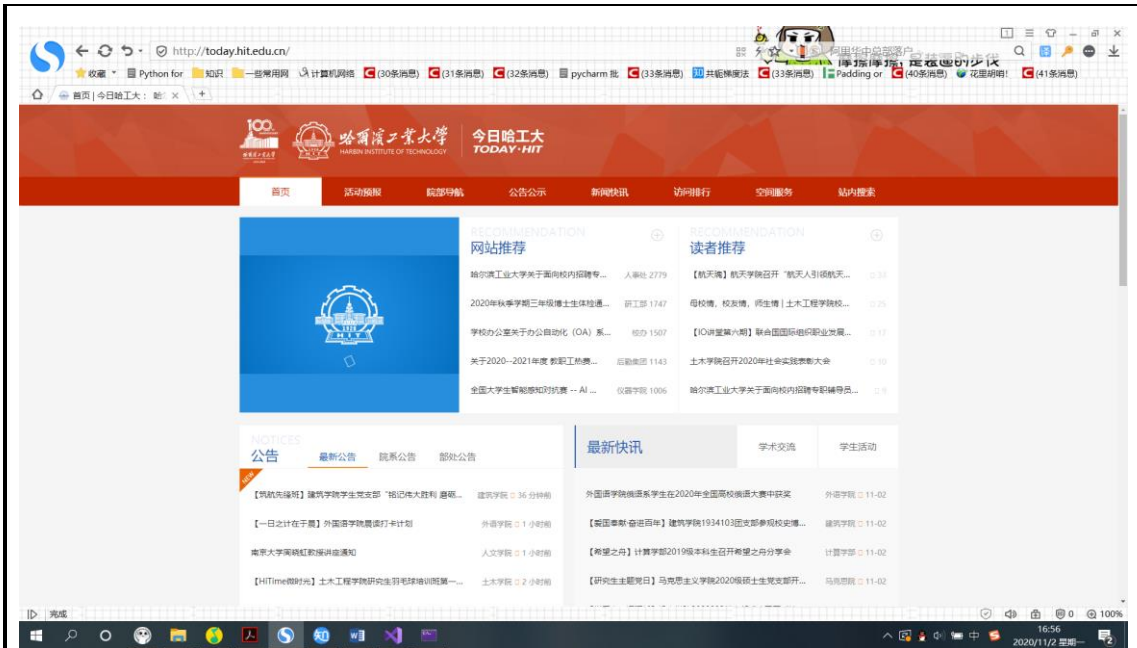 http://today.hit.edu.cn/
收藏 Python for 知识 一些常用网 计算机网络 (30条消息) (31条消息) (32条消息) pycharm 批 (33条消息) 共轭梯度法 (33条消息) Padding or (40条消息) 花里胡哨! (41条消息)
首页 | 今日哈工大:
100
哈尔滨工业大学 今日哈工大
HARBIN INSTITUTE OF TECHNOLOGY TODAY·HIT
首页 活动预报 院部导航 公告公示 新闻快讯 访问排行 空间服务 站内搜索
RECOMMENDATION RECOMMENDATION
网站推荐 读者推荐
哈尔滨工业大学关于面向校内招聘专... 人事处 2779 【航天魂】航天学院召开“航天人引领航天... 33
2020年秋季学期三年级博士生体检通... 研工部 1747 母校情,校友情,师生情 | 土木工程学院校... 25
学校办公室关于办公自动化(OA)系... 校办 1507 【IO讲堂第六期】联合国国际组织职业发展... 17
关于2020--2021年度 教职工热费... 后勤集团 1143 土木学院召开2020年社会实践表彰大会
全国大学生智能感知对抗赛 -- AI ... 仪器学院 1006 哈尔滨工业大学关于面向校内招聘专职辅导员...
HIT
NOTICES
公告 最新公告 院系公告 部处公告 最新快讯 学术交流 学生活动
NEW
【筑航先锋班】建筑学院学生党支部“铭记伟大胜利 磨砺... 建筑学院 36 分钟前 外国语学院俄语系学生在2020年全国高校俄语大赛中获奖 外语学院 11-02
【一日之计在于晨】外国语学院晨读打卡计划 外语学院 1 小时前 【爱国奉献·奋进百年】建筑学院1934103团支部参观校史博... 建筑学院 11-02
南京大学周晓虹教授讲座通知 人文学院 1 小时前 【希望之舟】计算学部2019级本科生召开希望之舟分享会 计算学部 11-02
【HITime微时光】土木工程学院研究生羽毛球培训班第一... 土木学院 2 小时前 【研究生主题党日】马克思主义学院2020级硕士生党支部开... 马克思院 11-02
完成 0 100%
中 16:56
2020/11/2 星期一